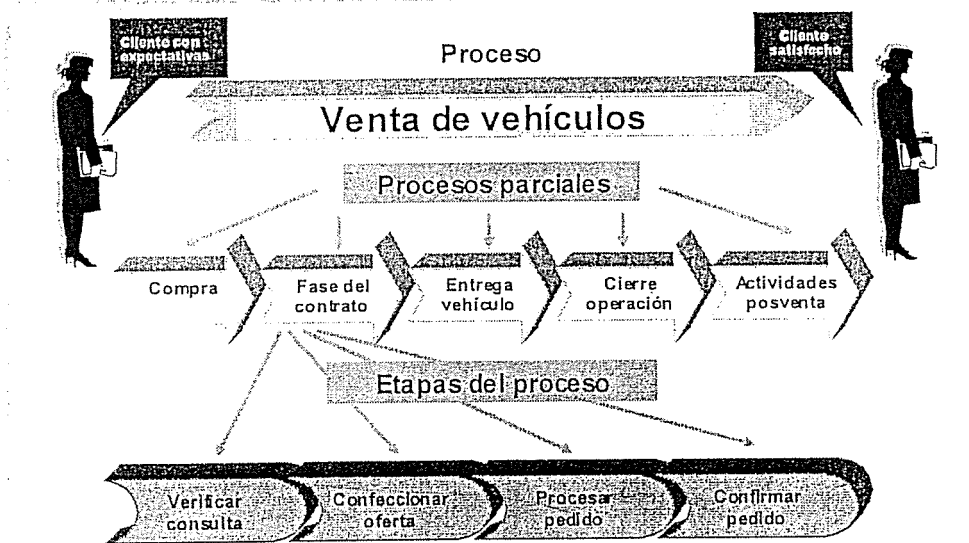 Cliente con
expectativas
Proceso
Cliente
satisfecho
Venta de vehículos
Procesos parciales
Compra
Fase del
contrato
Entrega
vehículo
Cierre
operación
Actividades
posventa
Etapas del proceso
Verificar
consulta
Confeccionar
oferta
Procesar
pedido
Confirmar
pedido